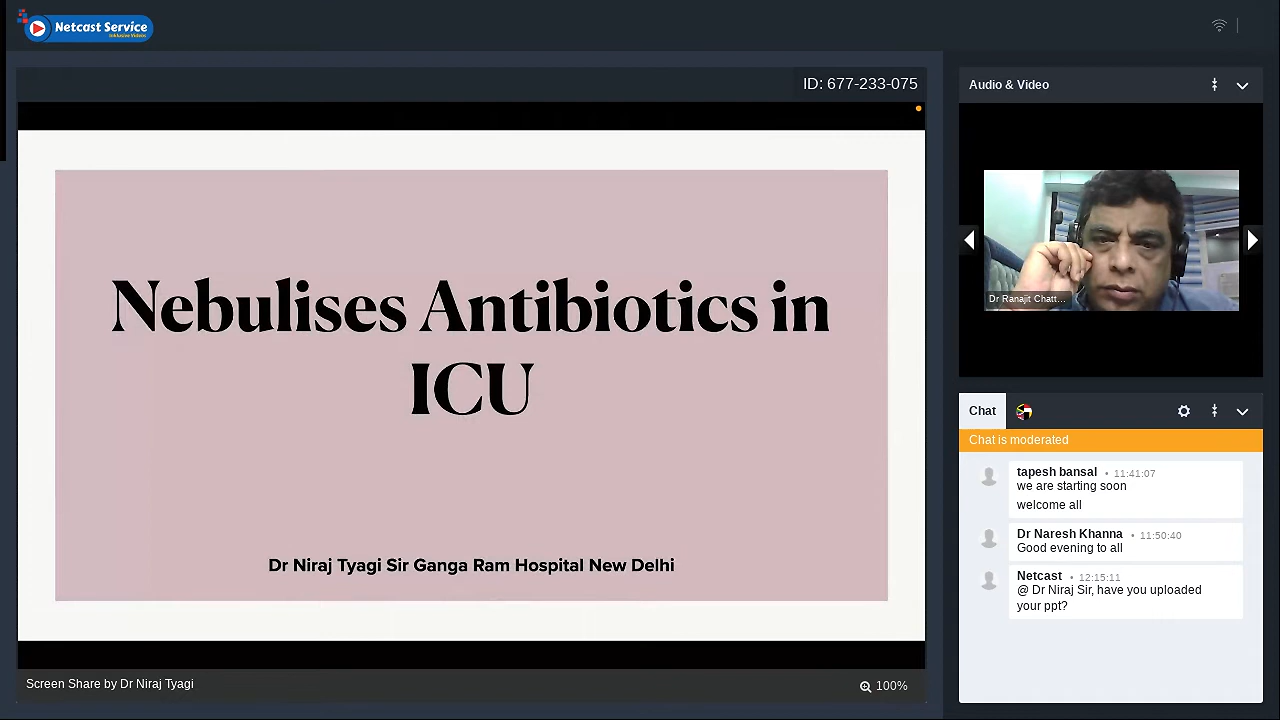 Netcast Service
Inklusive Videos
ID: 677-233-075
Nebulises Antibiotics in
ICU
Dr Niraj Tyagi Sir Ganga Ram Hospital New Delhi
Screen Share by Dr Niraj Tyagi
100%
Audio & Video
Dr Ranajit Chatt...
Chat
Chat is moderated
tapesh bansal • 11:41:07
we are starting soon
welcome all
Dr Naresh Khanna • 11:50:40
Good evening to all
Netcast • 12:15:11
@ Dr Niraj Sir, have you uploaded
your ppt?